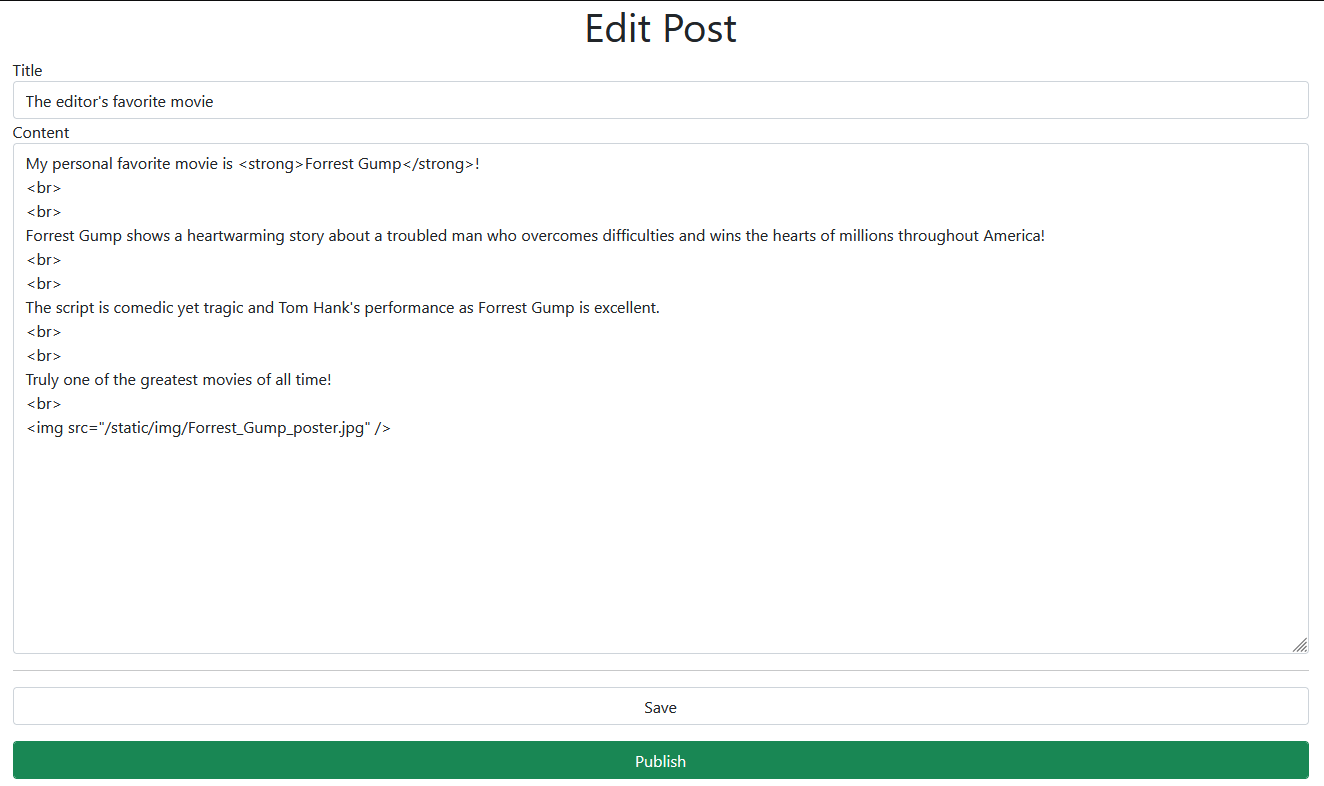 Edit Post
Title
The editor's favorite movie
Content
My personal favorite movie is <strong>Forrest Gump</strong>!
<br>
<br>
Forrest Gump shows a heartwarming story about a troubled man who overcomes difficulties and wins the hearts of millions throughout America!
<br>
<br>
The script is comedic yet tragic and Tom Hank's performance as Forrest Gump is excellent.
<br>
<br>
Truly one of the greatest movies of all time!
<br>
<img src="/static/img/Forrest_Gump_poster.jpg" />
Save
Publish